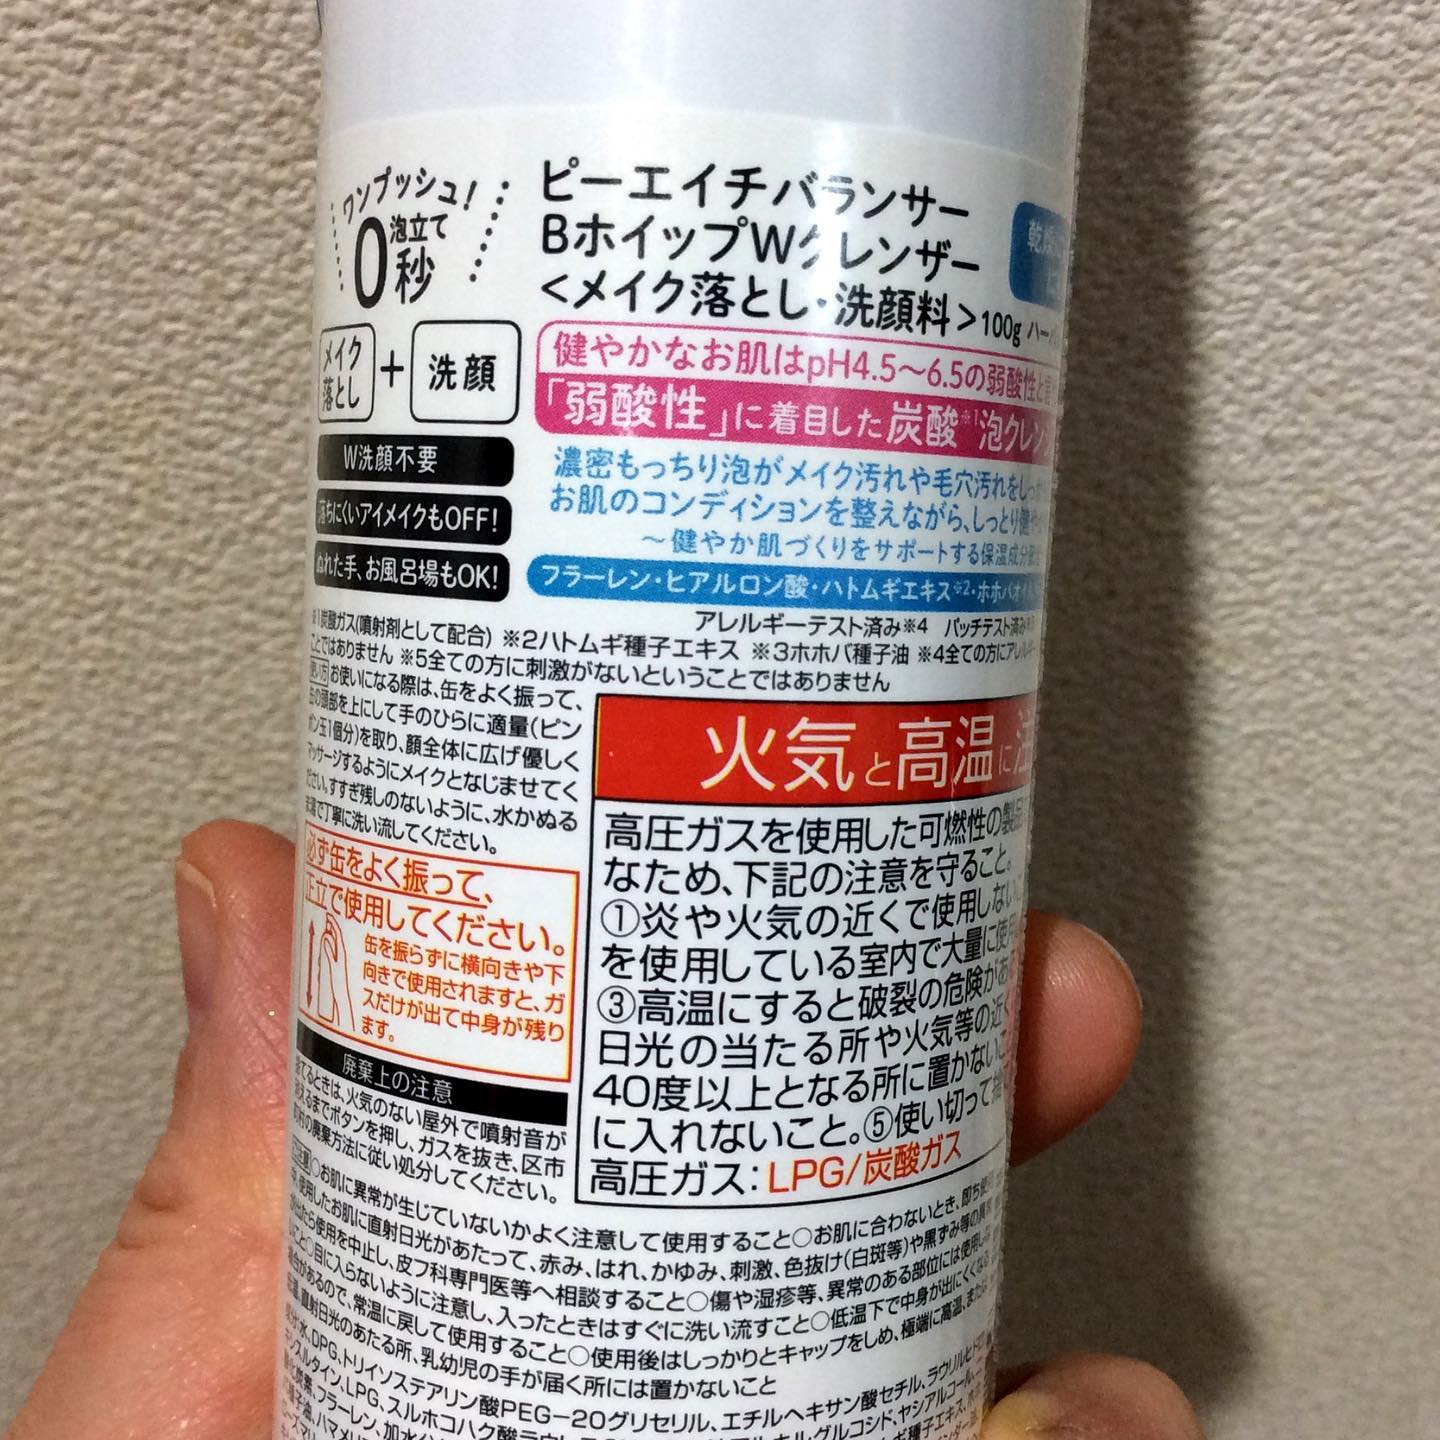 ワンプッシュ!
泡立て
0秒
メイク
落とし
+
洗顔
W洗顔不要
落ちにくいアイメイクもOFF!
ぬれた手、お風呂場もOK!
ピーエイチバランサー
BホイップWクレンザー
<メイク落とし・洗顔料>100g
健やかなお肌はpH4.5〜6.5の弱酸性と
「弱酸性」に着目した炭酸※1泡クレン
濃密もっちり泡がメイク汚れや毛穴汚れをしっ
お肌のコンディションを整えながら、しっとり健や
〜健やか肌づくりをサポートする保湿成分
フラーレン・ヒアルロン酸・ハトムギエキス※2・ホホバオイル
アレルギーテスト済み※4 パッチテスト済み
※1炭酸ガス(噴射剤として配合) ※2ハトムギ種子エキス ※3ホホバ種子油 ※4全ての方にアレルギー
ことではありません ※5全ての方に刺激がないということではありません
使い方 お使いになる際は、缶をよく振って、
缶の頭部を上にして手のひらに適量(ピン
ポン玉1個分)を取り、顔全体に広げ優しく
マッサージするようにメイクとなじませてく
ださい。すすぎ残しのないように、水かぬる
ま湯で丁寧に洗い流してください。
必ず缶をよく振って、
正立で使用してください。
缶を振らずに横向きや下
向きで使用されますと、ガ
スだけが出て中身が残り
ます。
廃棄上の注意
捨てるときは、火気のない屋外で噴射音が
消えるまでボタンを押し、ガスを抜き、区市
町村の廃棄方法に従い処分してください。
火気と高温に注
高圧ガスを使用した可燃性の製品
なため、下記の注意を守ること。
①炎や火気の近くで使用しない
を使用している室内で大量に使用
③高温にすると破裂の危険があ
日光の当たる所や火気等の近く
40度以上となる所に置かない
に入れないこと。⑤使い切って捨
高圧ガス:LPG/炭酸ガス
ご注意 ○お肌に異常が生じていないかよく注意して使用すること○お肌に合わないとき、即ち使
使用したお肌に直射日光があたって、赤み、はれ、かゆみ、刺激、色抜け(白斑等)や黒ずみ等の異常
が出たら使用を中止し、皮フ科専門医等へ相談すること○傷や湿疹等、異常のある部位には使用しな
いこと○目に入らないように注意し、入ったときはすぐに洗い流すこと○低温下で中身が出にくくなる
場合があるので、常温に戻して使用すること○使用後はしっかりとキャップをしめ、極端に高温、または
低温、直射日光のあたる所、乳幼児の手が届く所には置かないこと
水、DPG、トリイソステアリン酸PEG-20グリセリル、エチルヘキサン酸セチル、ラウリルヒドロ
スルタイン、LPG、スルホコハク酸ラウレス
フラーレン、加水